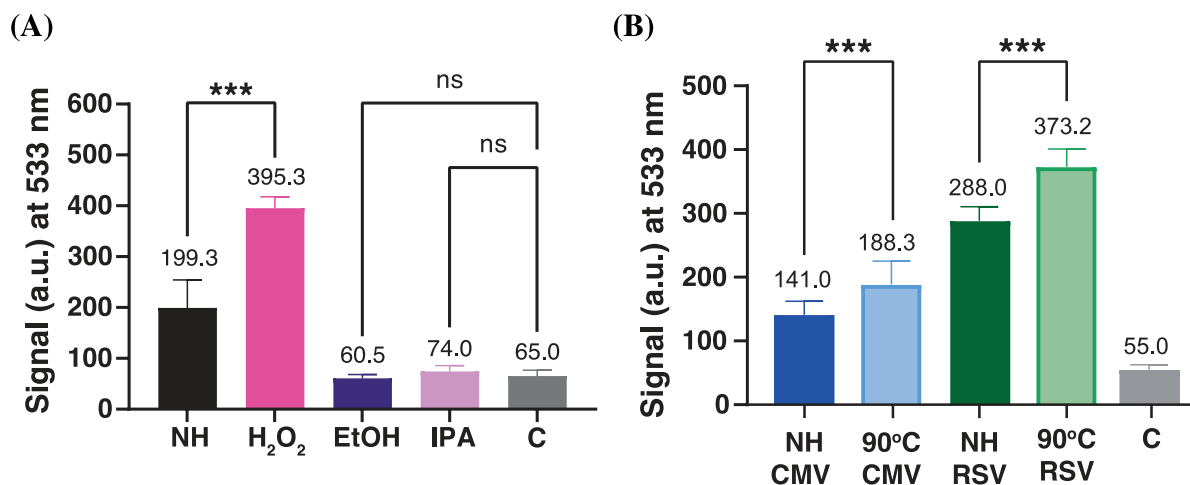 (A)
Signal (a.u.) at 533 nm
600
500
400
300
200
100
0
***
ns
ns
199.3
395.3
60.5
74.0
65.0
NH H₂O₂ EtOH IPA C
(B)
Signal (a.u.) at 533 nm
500
400
300
200
100
0
***
***
141.0
188.3
288.0
373.2
55.0
NH 90ºC NH 90ºC C
CMV CMV RSV RSV